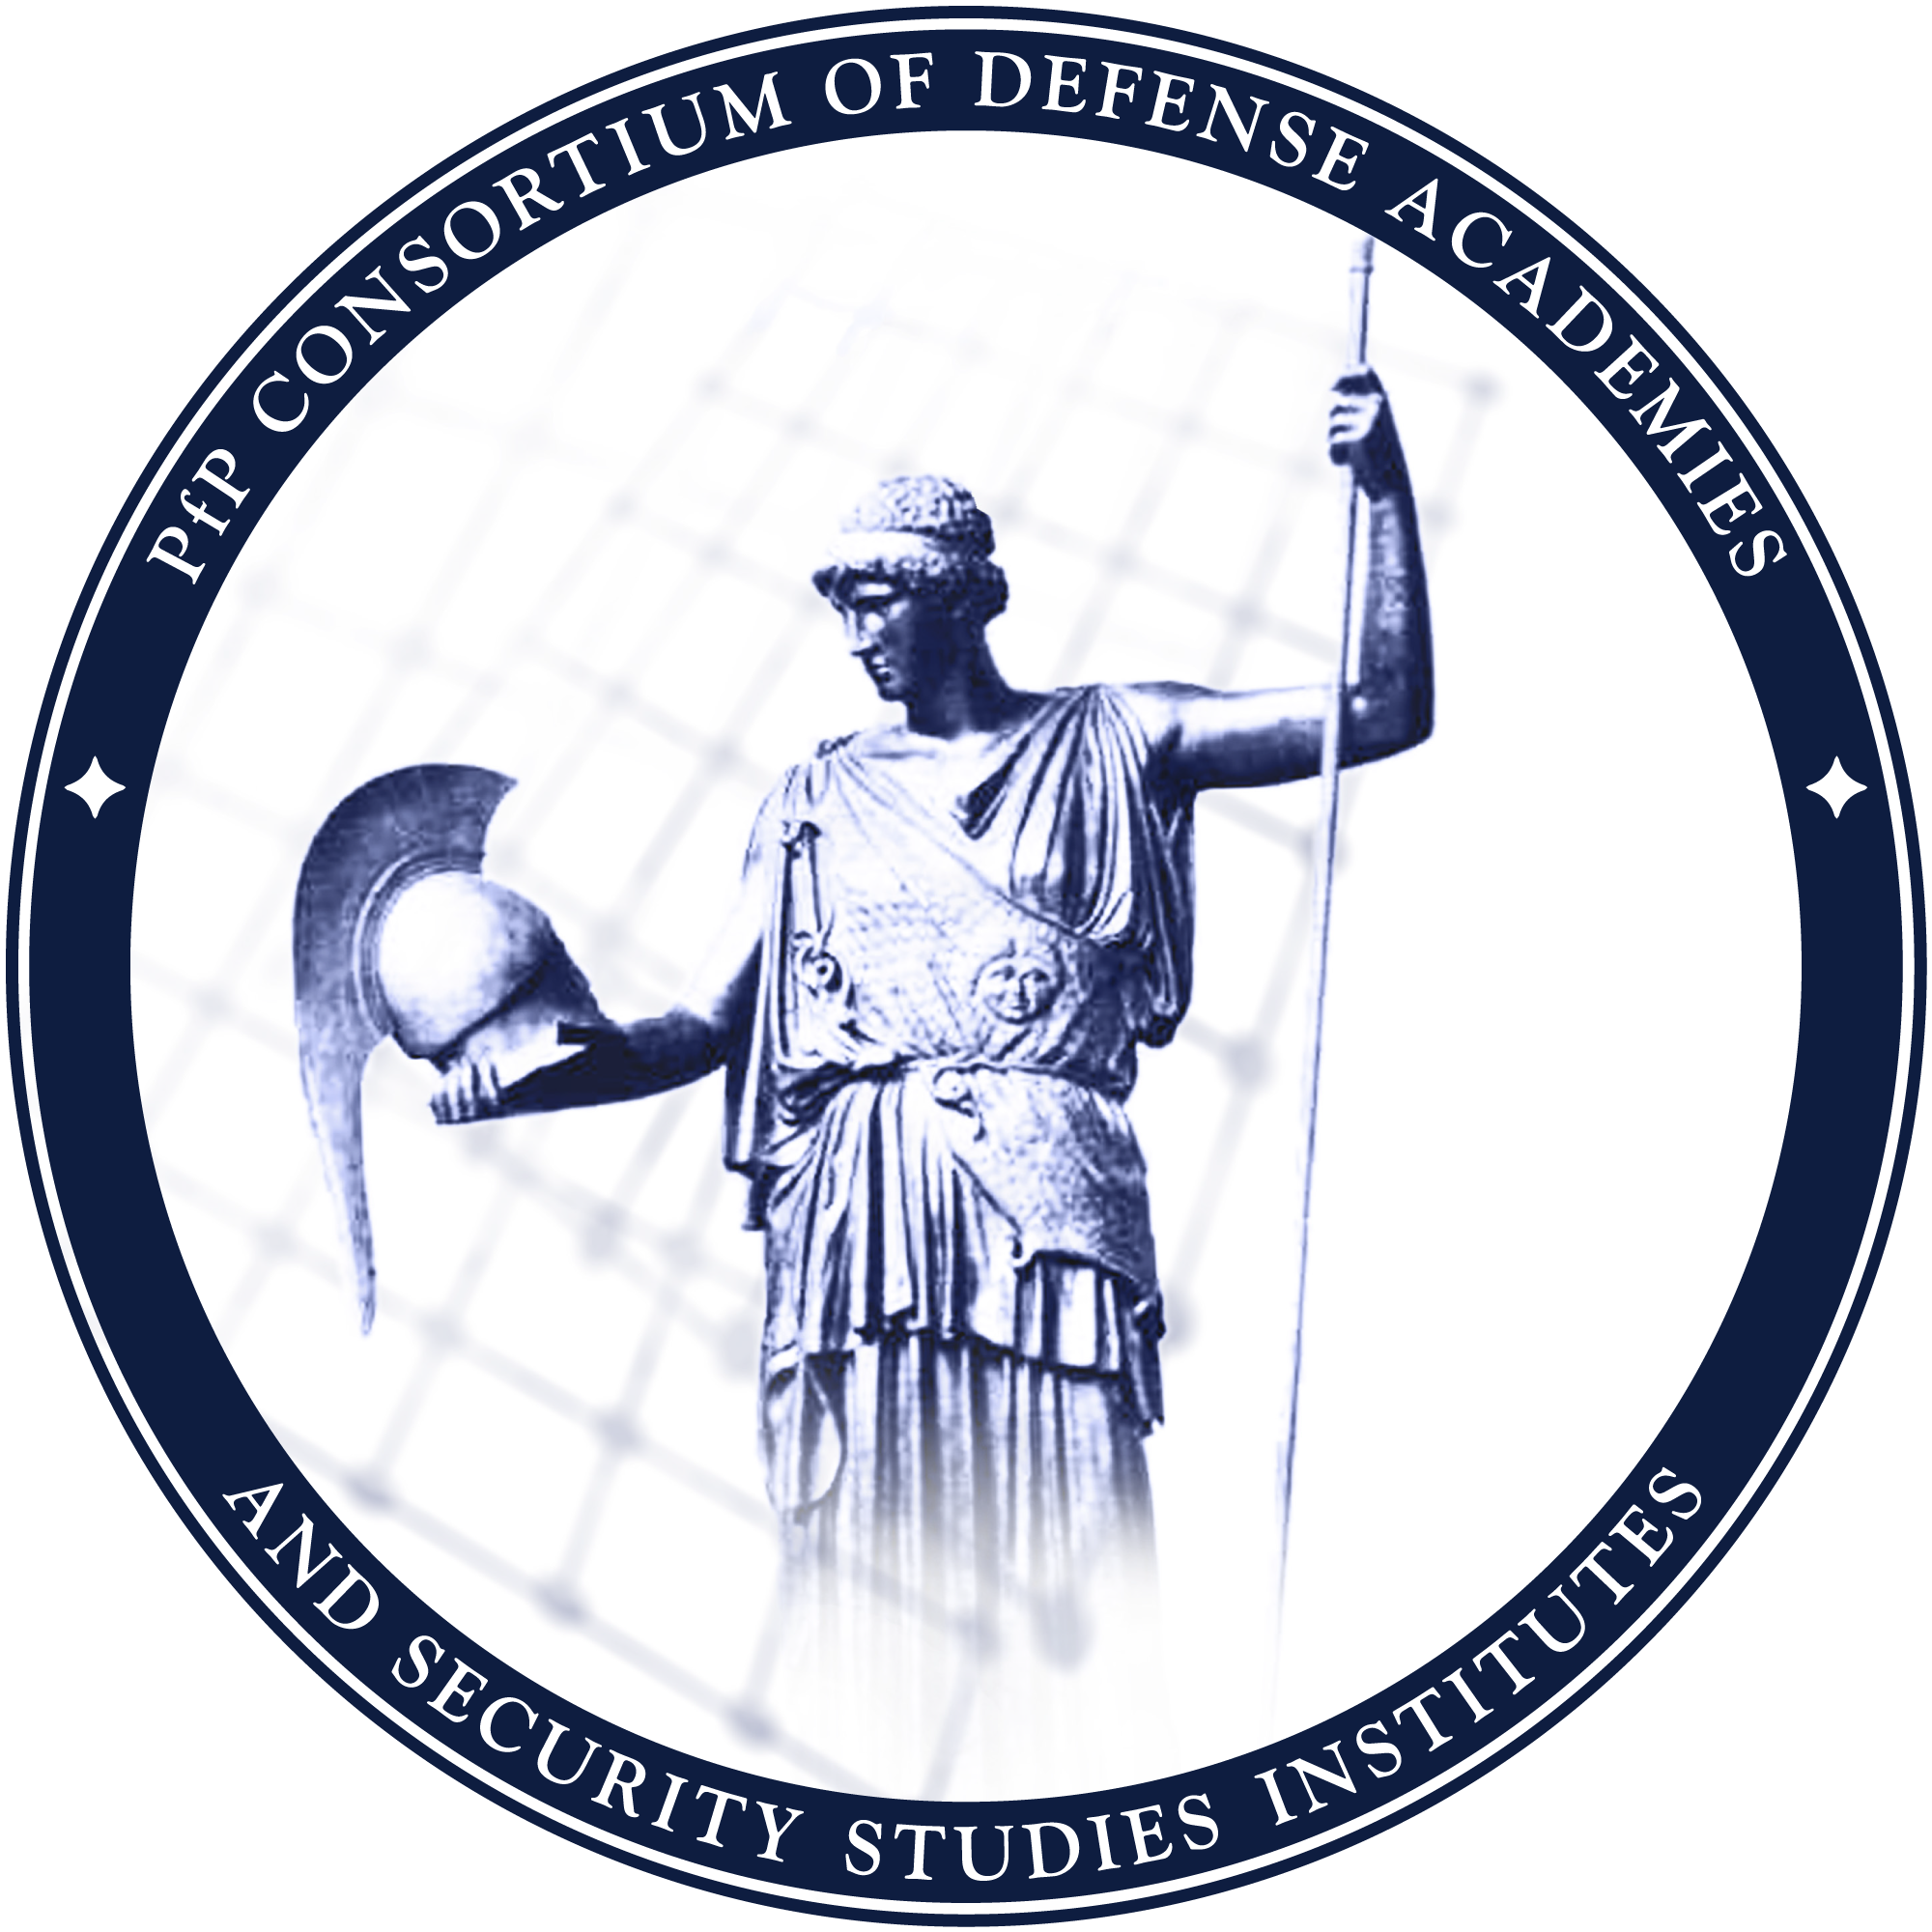 PfP CONSORTIUM OF DEFENSE ACADEMIES
AND SECURITY STUDIES INSTITUTES